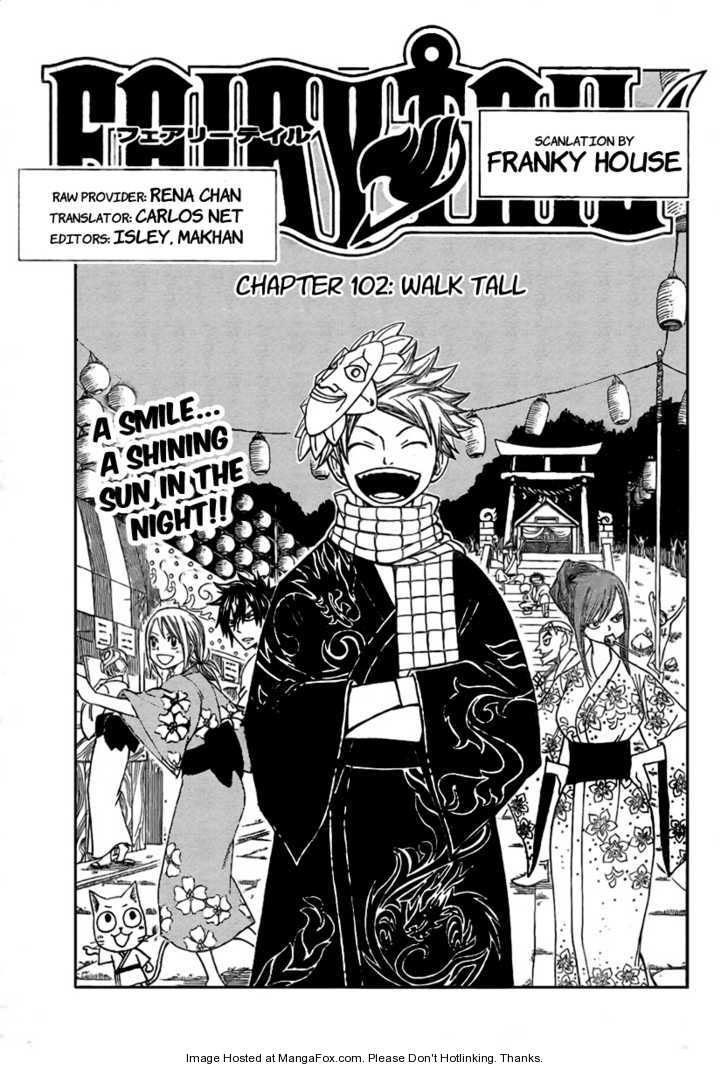 FAIRY TAIL
フェアリーテイル
SCANLATION BY
FRANKY HOUSE
RAW PROVIDER: RENA CHAN
TRANSLATOR: CARLOS NET
EDITORS: ISLEY, MAKHAN
CHAPTER 102: WALK TALL
A SMILE...
A SHINING
SUN IN THE
NIGHT!!
Image Hosted at MangaFox.com. Please Don't Hotlinking. Thanks.